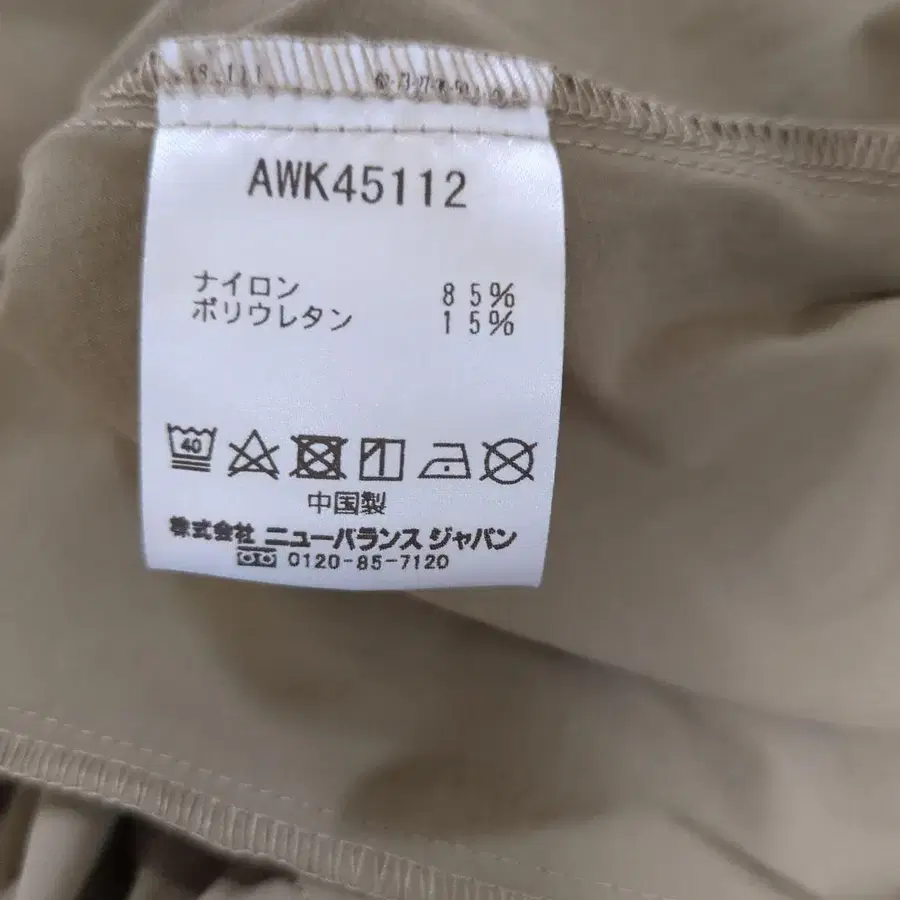 AWK45112
ナイロン 85%
ポリウレタン 15%
40
中国製
株式会社 ニューバランス ジャパン
0120-85-7120